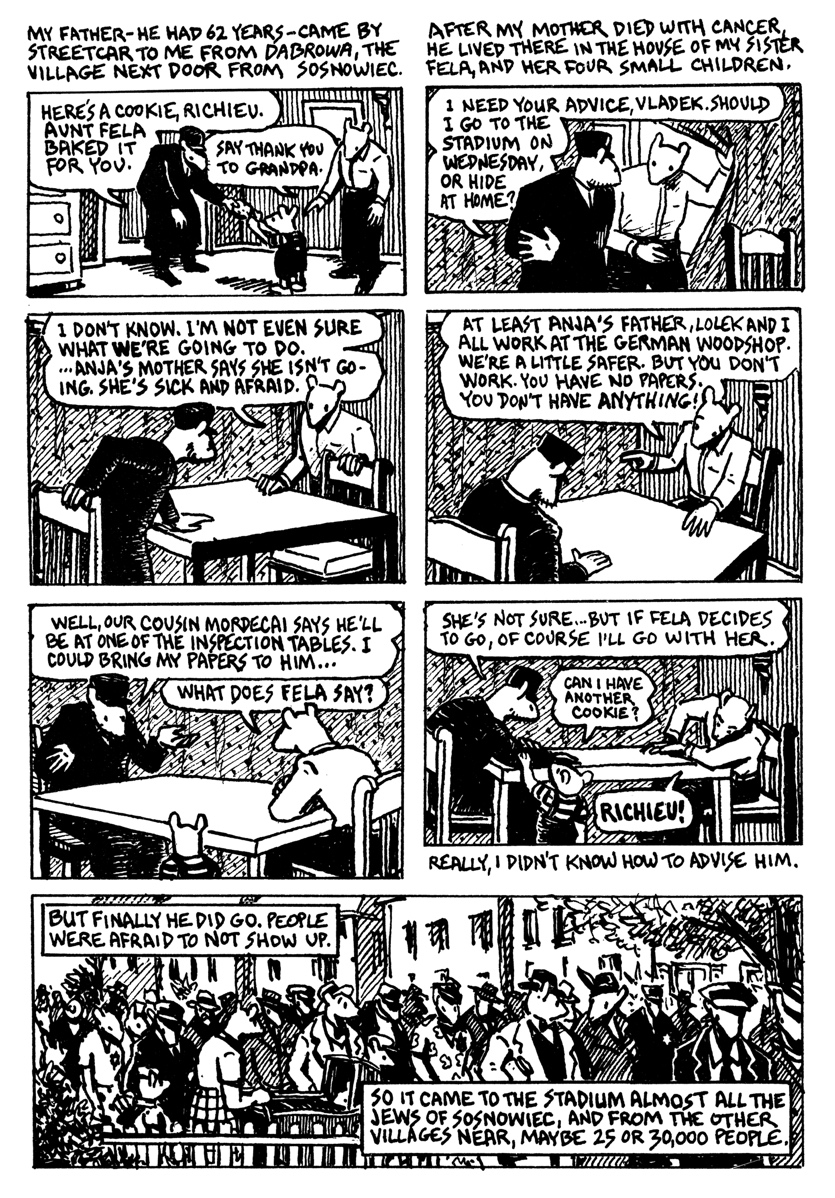 MY FATHER-HE HAD 62 YEARS-CAME BY
STREETCAR TO ME FROM DABROWA, THE
VILLAGE NEXT DOOR FROM SOSNOWIEC.
AFTER MY MOTHER DIED WITH CANCER,
HE LIVED THERE IN THE HOUSE OF MY SISTER
FELA, AND HER FOUR SMALL CHILDREN.
HERE'S A COOKIE, RICHIEU.
AUNT FELA
BAKED IT
FOR YOU.
SAY THANK YOU
TO GRANDPA.
I NEED YOUR ADVICE, VLADEK. SHOULD
I GO TO THE
STADIUM ON
WEDNESDAY,
OR HIDE
AT HOME?
I DON'T KNOW. I'M NOT EVEN SURE
WHAT WE'RE GOING TO DO.
...ANJA'S MOTHER SAYS SHE ISN'T GO-
ING. SHE'S SICK AND AFRAID.
AT LEAST ANJA'S FATHER, LOLEK AND I
ALL WORK AT THE GERMAN WOODSHOP.
WE'RE A LITTLE SAFER. BUT YOU DON'T
WORK. YOU HAVE NO PAPERS.
YOU DON'T HAVE ANYTHING!
WELL, OUR COUSIN MORDECAI SAYS HE'LL
BE AT ONE OF THE INSPECTION TABLES. I
COULD BRING MY PAPERS TO HIM...
WHAT DOES FELA SAY?
SHE'S NOT SURE...BUT IF FELA DECIDES
TO GO, OF COURSE I'LL GO WITH HER.
CAN I HAVE
ANOTHER
COOKIE?
RICHIEU!
REALLY, I DIDN'T KNOW HOW TO ADVISE HIM.
BUT FINALLY HE DID GO. PEOPLE
WERE AFRAID TO NOT SHOW UP.
SO IT CAME TO THE STADIUM ALMOST ALL THE
JEWS OF SOSNOWIEC, AND FROM THE OTHER
VILLAGES NEAR, MAYBE 25 OR 30,000 PEOPLE.